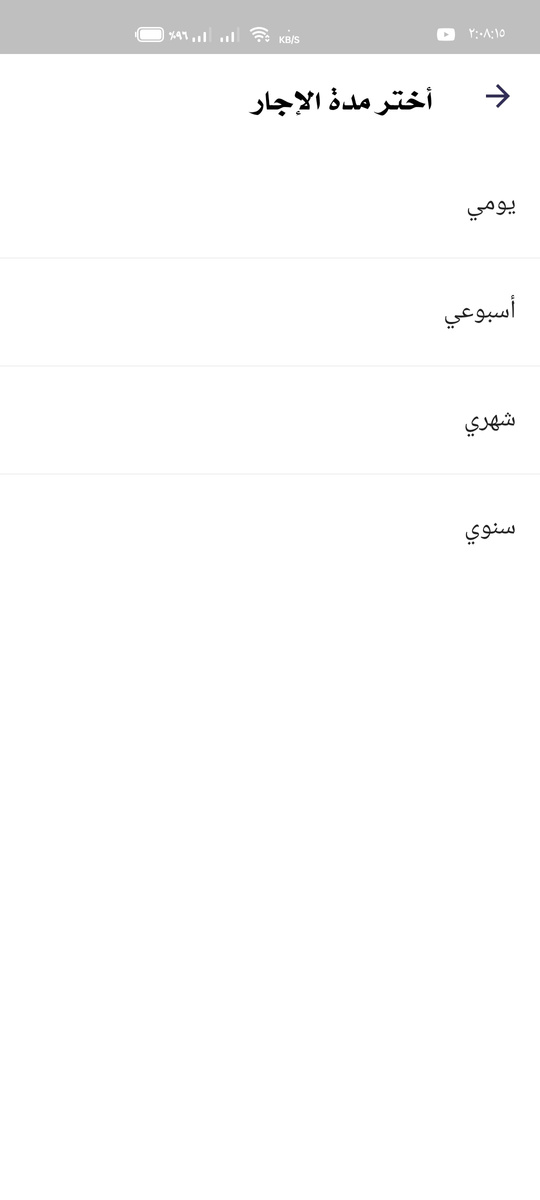 ٢:٠٨:١٥ KB/S ٩٦%
أختر مدة الإجار
يومي
أسبوعي
شهري
سنوي